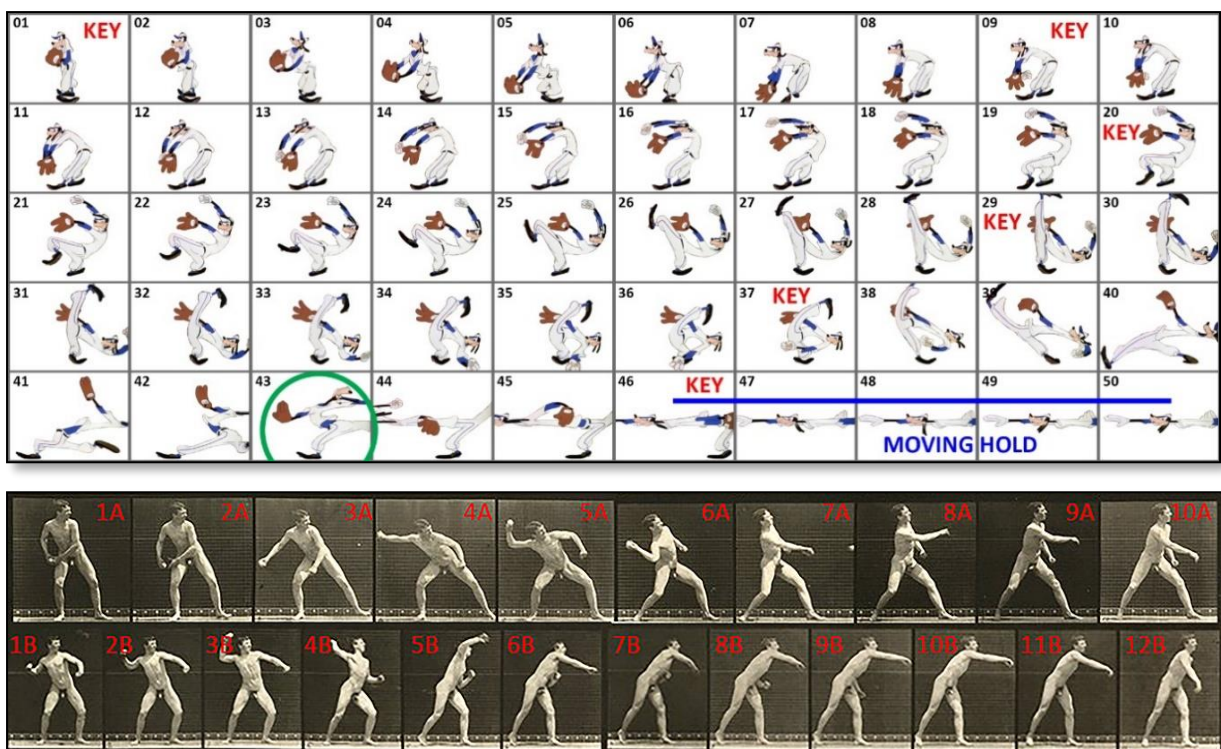 01 KEY 02 03 04 05 06 07 08 09 KEY 10
11 12 13 14 15 16 17 18 19 20 KEY
21 22 23 24 25 26 27 28 29 KEY 30
31 32 33 34 35 36 37 KEY 38 39 40
41 42 43 44 45 46 KEY 47 48 49 50
MOVING HOLD
1A 2A 3A 4A 5A 6A 7A 8A 9A 10A
1B 2B 3B 4B 5B 6B 7B 8B 9B 10B 11B 12B